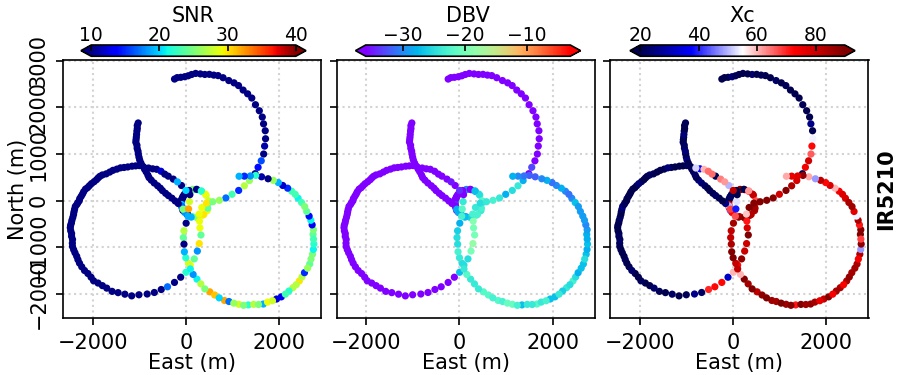 SNR DBV Xc
10 20 30 40 −30 −20 −10 20 40 60 80
North (m)
3000
2000
1000
0
−1000
−2000
−2000 0 2000 −2000 0 2000 −2000 0 2000
East (m) East (m) East (m)
IR5210